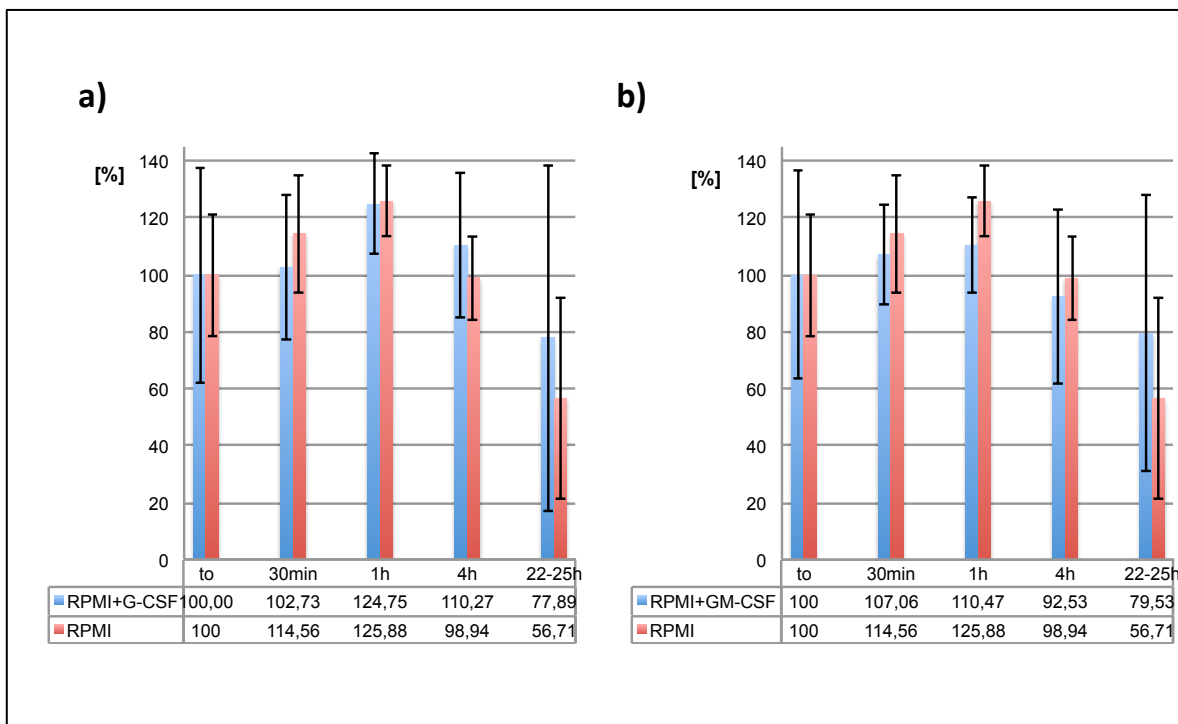 a)
[%]
140
120
100
80
60
40
20
0
to 30min 1h 4h 22-25h
RPMI+G-CSF 100,00 102,73 124,75 110,27 77,89
RPMI 100 114,56 125,88 98,94 56,71
b)
[%]
140
120
100
80
60
40
20
0
to 30min 1h 4h 22-25h
RPMI+GM-CSF 100 107,06 110,47 92,53 79,53
RPMI 100 114,56 125,88 98,94 56,71